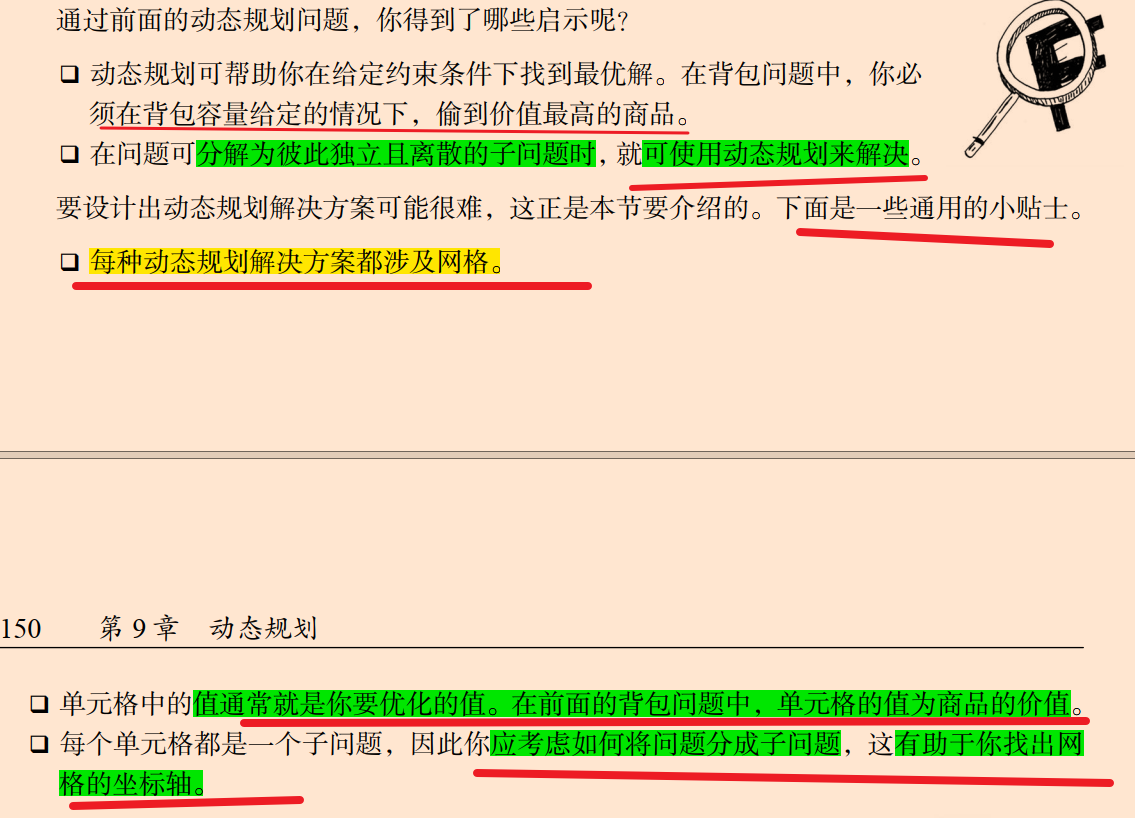 通过前面的动态规划问题，你得到了哪些启示呢？
❑ 动态规划可帮助你在给定约束条件下找到最优解。在背包问题中，你必
须在背包容量给定的情况下，偷到价值最高的商品。
❑ 在问题可分解为彼此独立且离散的子问题时，就可使用动态规划来解决。
要设计出动态规划解决方案可能很难，这正是本节要介绍的。下面是一些通用的小贴士。
❑ 每种动态规划解决方案都涉及网格。
150 第 9 章 动态规划
❑ 单元格中的值通常就是你要优化的值。在前面的背包问题中，单元格的值为商品的价值。
❑ 每个单元格都是一个子问题，因此你应考虑如何将问题分成子问题，这有助于你找出网
格的坐标轴。